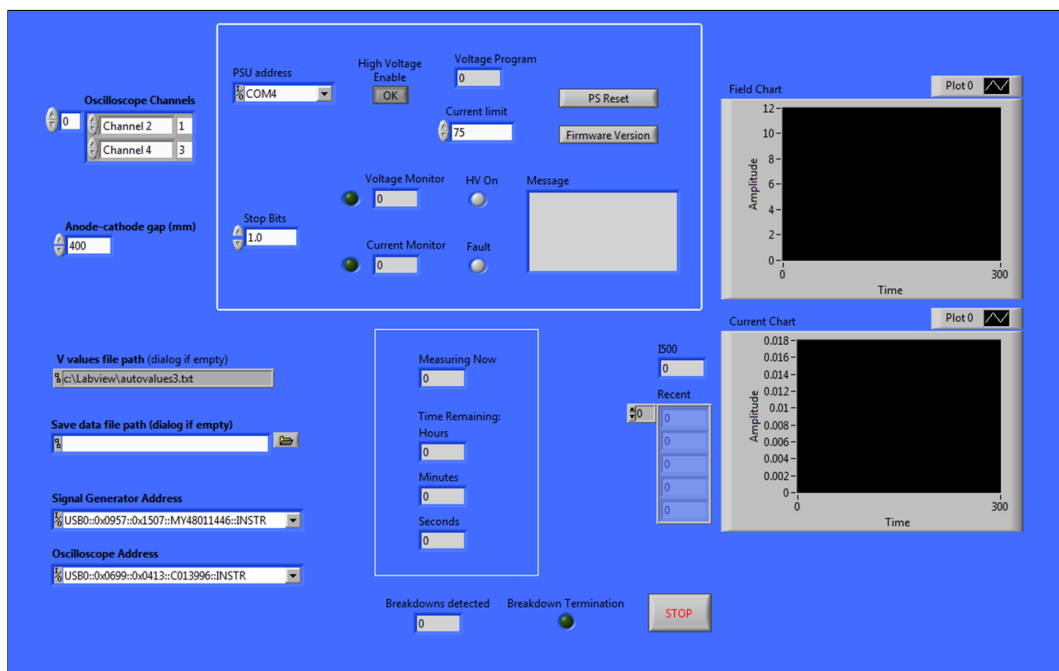 PSU address
COM4
High Voltage
Enable
OK
Voltage Program
0
Current limit
75
PS Reset
Firmware Version
Oscilloscope Channels
0
Channel 2 1
Channel 4 3
Voltage Monitor
0
HV On
Message
Stop Bits
1.0
Current Monitor
0
Fault
Anode-cathode gap (mm)
400
Field Chart
Plot 0
12
10
8
6
4
2
0
Amplitude
0 300
Time
V values file path (dialog if empty)
c:\Labview\autovalues3.txt
Save data file path (dialog if empty)
Signal Generator Address
USB0::0x0957::0x1507::MY48011446::INSTR
Oscilloscope Address
USB0::0x0699::0x0413::C013996::INSTR
Measuring Now
0
Time Remaining:
Hours
0
Minutes
0
Seconds
0
I500
0
Recent
0
0
0
0
0
0
Current Chart
Plot 0
0.018
0.016
0.014
0.012
0.01
0.008
0.006
0.004
0.002
0
Amplitude
0 300
Time
Breakdowns detected
0
Breakdown Termination
STOP